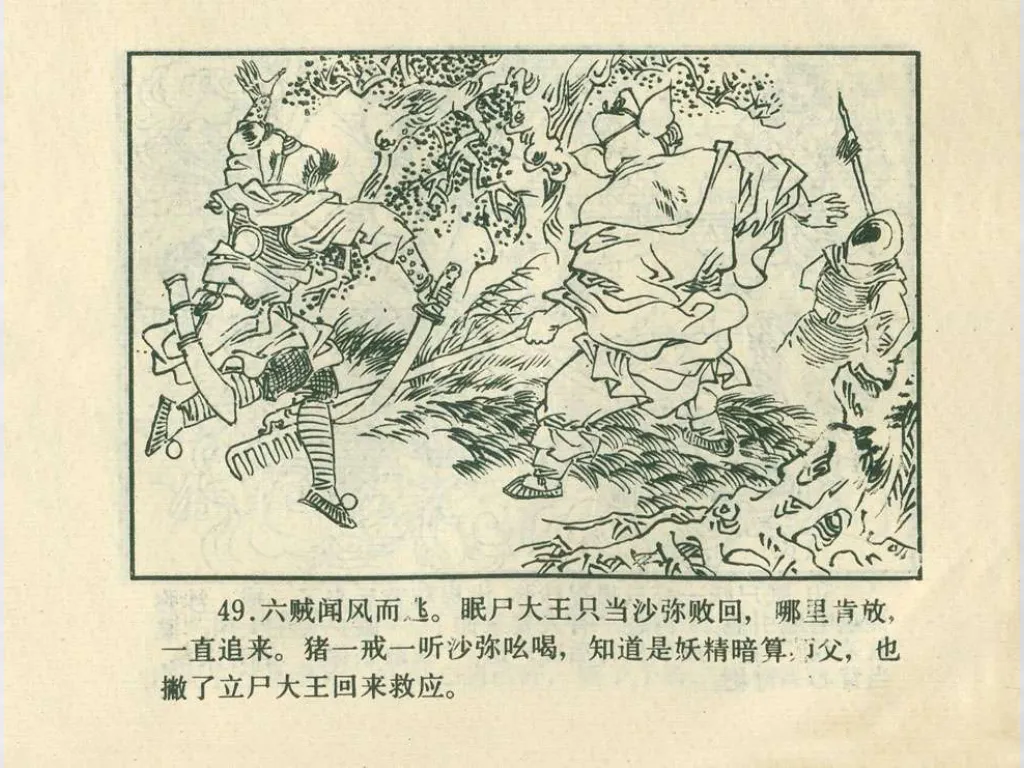 49.六贼闻风而逃。眠尸大王只当沙弥败回，哪里肯放，
一直追来。猪一戒一听沙弥吆喝，知道是妖精暗算师父，也
撇了立尸大王回来救应。